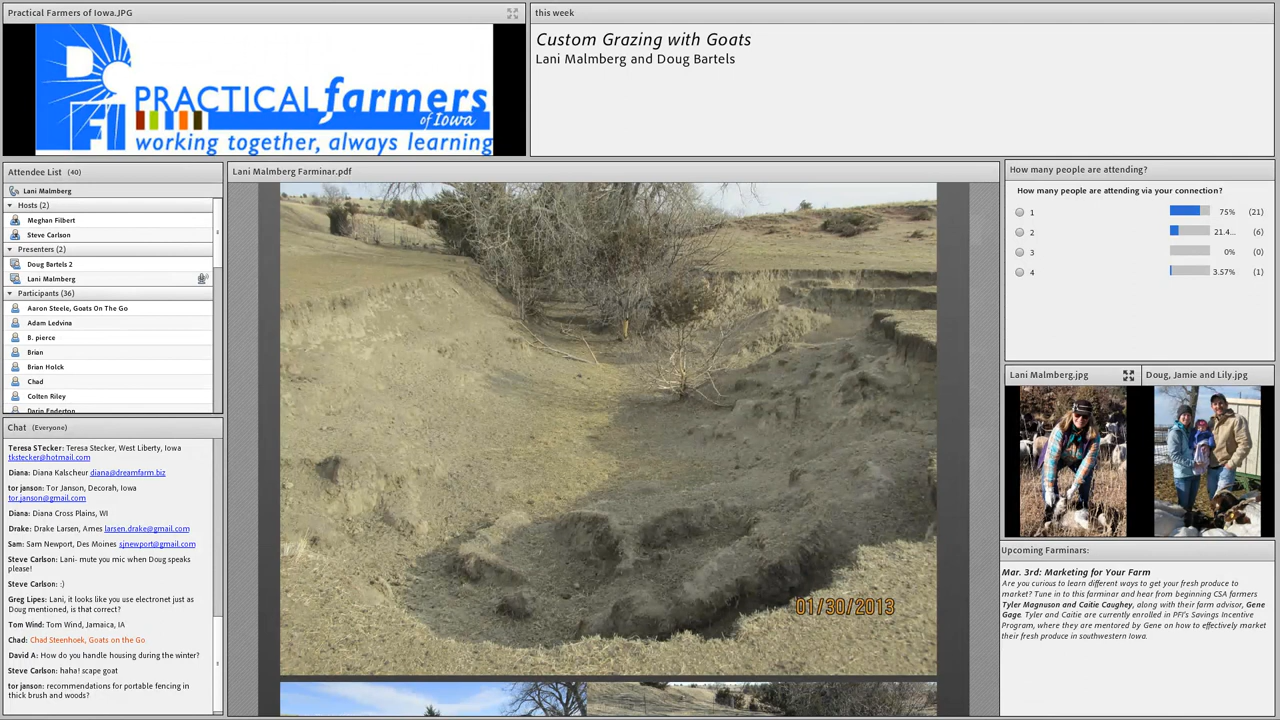 Practical Farmers of Iowa.JPG
PRACTICAL farmers
of Iowa
working together, always learning
PFI
this week
Custom Grazing with Goats
Lani Malmberg and Doug Bartels
Attendee List (40)
Lani Malmberg
Hosts (2)
Meghan Filbert
Steve Carlson
Presenters (2)
Doug Bartels 2
Lani Malmberg
Participants (36)
Aaron Steele, Goats On The Go
Adam Ledvina
B. pierce
Brian
Brian Holck
Chad
Colten Riley
Darin Enderton
Chat (Everyone)
Teresa STecker: Teresa Stecker, West Liberty, Iowa
tkstecker@hotmail.com
Diana: Diana Kalscheur diana@dreamfarm.biz
tor janson: Tor Janson, Decorah, Iowa
tor.janson@gmail.com
Diana: Diana Cross Plains, WI
Drake: Drake Larsen, Ames larsen.drake@gmail.com
Sam: Sam Newport, Des Moines sjnewport@gmail.com
Steve Carlson: Lani- mute you mic when Doug speaks
please!
Steve Carlson: :)
Greg Lipes: Lani, it looks like you use electronet just as
Doug mentioned, is that correct?
Tom Wind: Tom Wind, Jamaica, IA
Chad: Chad Steenhoek, Goats on the Go
David A: How do you handle housing during the winter?
Steve Carlson: haha! scape goat
tor janson: recommendations for portable fencing in
thick brush and woods?
Lani Malmberg Farminar.pdf
01/30/2013
How many people are attending?
How many people are attending via your connection?
1 75% (21)
2 21.4... (6)
3 0% (0)
4 3.57% (1)
Lani Malmberg.jpg
Doug, Jamie and Lily.jpg
Upcoming Farminars:
Mar. 3rd: Marketing for Your Farm
Are you curious to learn different ways to get your fresh produce to
market? Tune in to this farminar and hear from beginning CSA farmers
Tyler Magnuson and Caitie Caughey, along with their farm advisor, Gene
Gage. Tyler and Caitie are currently enrolled in PFI's Savings Incentive
Program, where they are mentored by Gene on how to effectively market
their fresh produce in southwestern Iowa.